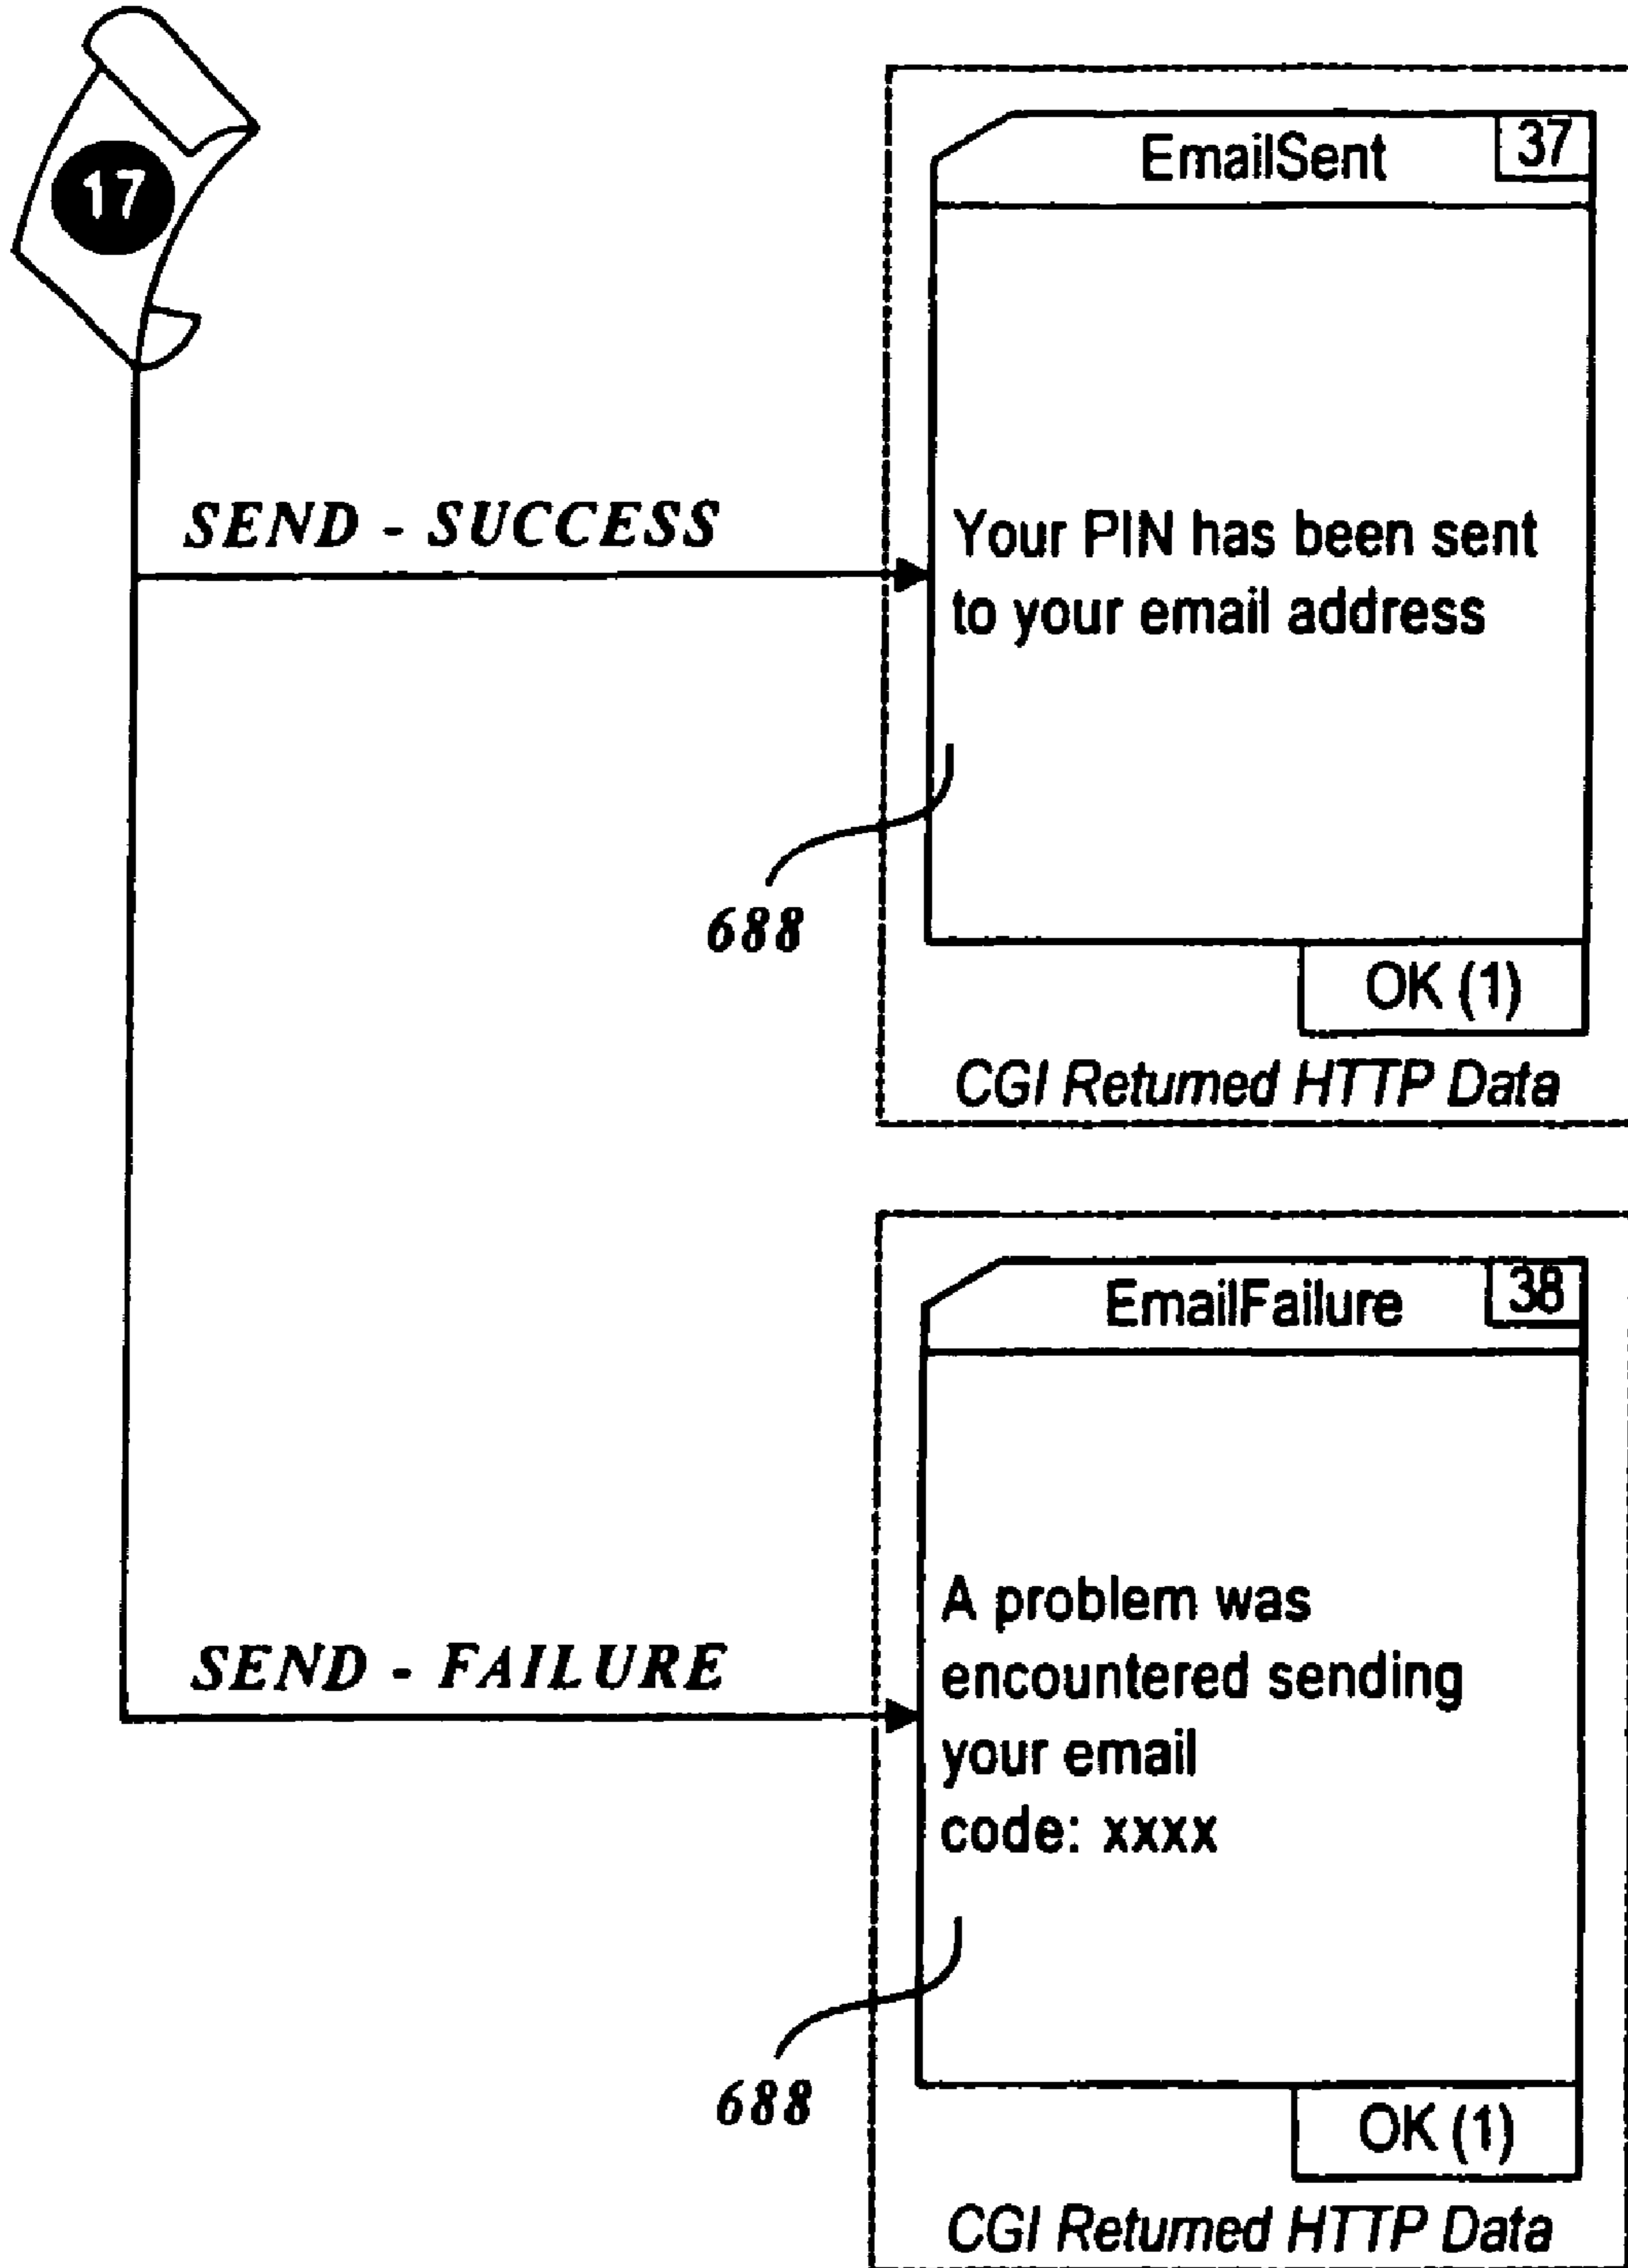 17
EmailSent
37
SEND - SUCCESS
Your PIN has been sent
to your email address
688
OK (1)
CGI Returned HTTP Data
EmailFailure
38
A problem was
encountered sending
your email
code: xxxx
SEND - FAILURE
688
OK (1)
CGI Returned HTTP Data